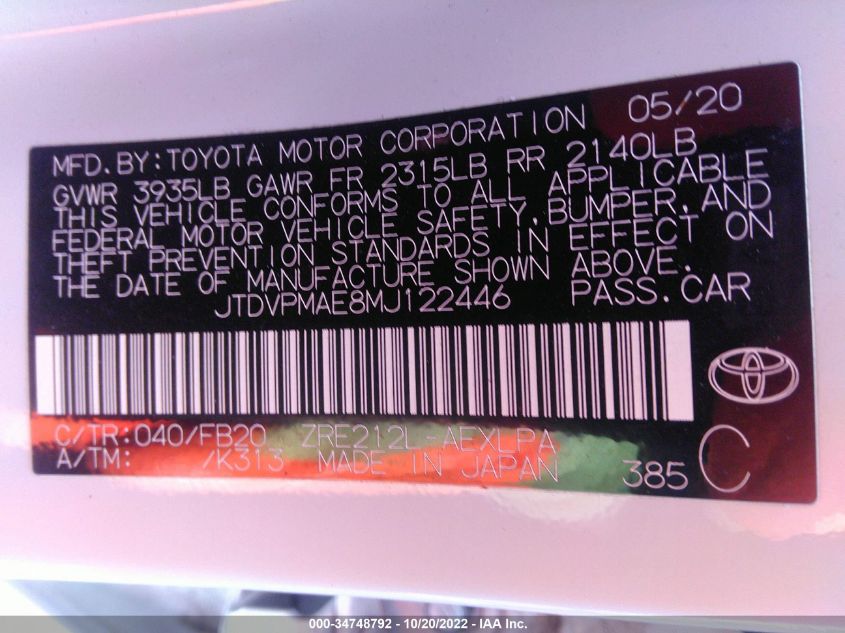 MFD.BY:TOYOTA MOTOR CORPORATION 05/20
GVWR 3935LB GAWR FR 2315LB RR 2140LB
THIS VEHICLE CONFORMS TO ALL APPLICABLE
FEDERAL MOTOR VEHICLE SAFETY,BUMPER,AND
THEFT PREVENTION STANDARDS IN EFFECT ON
THE DATE OF MANUFACTURE SHOWN ABOVE.
JTDVPMAE8MJ122446 PASS.CAR
C/TR:040/FB20 ZRE212L-AEXLPA
A/TM: /K313 MADE IN JAPAN 385 C
000-34748792 - 10/20/2022 - IAA Inc.